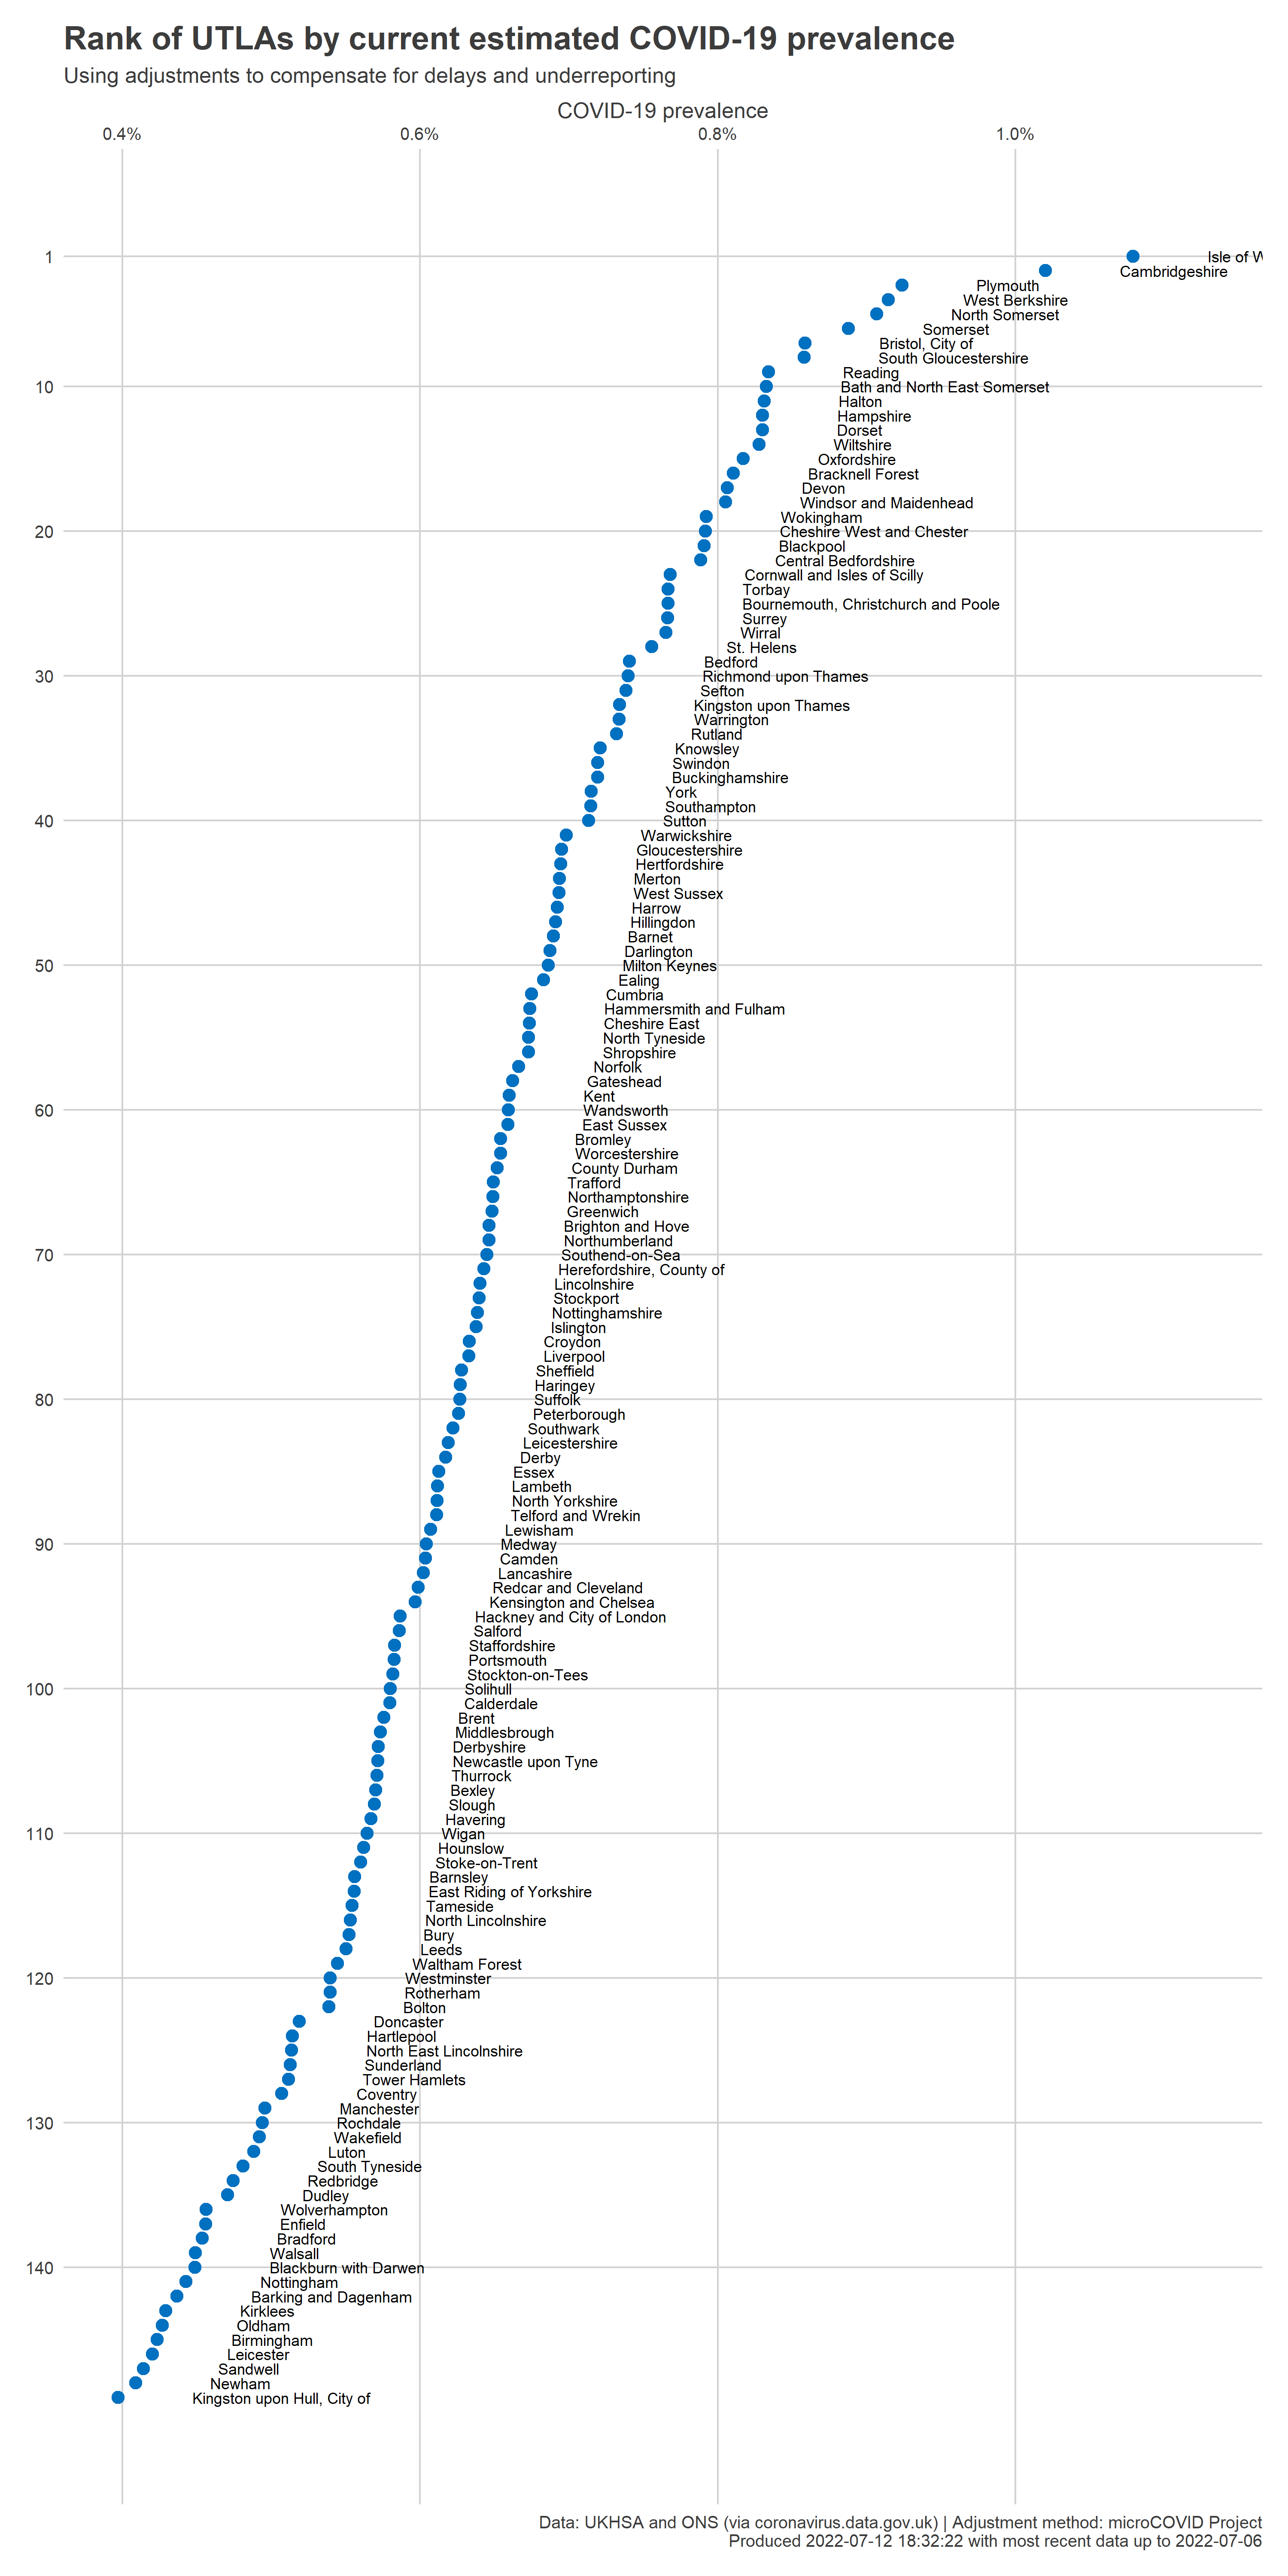 Rank of UTLAs by current estimated COVID-19 prevalence
Using adjustments to compensate for delays and underreporting
COVID-19 prevalence
0.4% 0.6% 0.8% 1.0%
1 Isle of W
Cambridgeshire
Plymouth
West Berkshire
North Somerset
Somerset
Bristol, City of
South Gloucestershire
Reading
10 Bath and North East Somerset
Halton
Hampshire
Dorset
Wiltshire
Oxfordshire
Bracknell Forest
Devon
Windsor and Maidenhead
Wokingham
20 Cheshire West and Chester
Blackpool
Central Bedfordshire
Cornwall and Isles of Scilly
Torbay
Bournemouth, Christchurch and Poole
Surrey
Wirral
St. Helens
Bedford
30 Richmond upon Thames
Sefton
Kingston upon Thames
Warrington
Rutland
Knowsley
Swindon
Buckinghamshire
York
Southampton
40 Sutton
Warwickshire
Gloucestershire
Hertfordshire
Merton
West Sussex
Harrow
Hillingdon
Barnet
Darlington
50 Milton Keynes
Ealing
Cumbria
Hammersmith and Fulham
Cheshire East
North Tyneside
Shropshire
Norfolk
Gateshead
Kent
60 Wandsworth
East Sussex
Bromley
Worcestershire
County Durham
Trafford
Northamptonshire
Greenwich
Brighton and Hove
Northumberland
70 Southend-on-Sea
Herefordshire, County of
Lincolnshire
Stockport
Nottinghamshire
Islington
Croydon
Liverpool
Sheffield
Haringey
80 Suffolk
Peterborough
Southwark
Leicestershire
Derby
Essex
Lambeth
North Yorkshire
Telford and Wrekin
Lewisham
90 Medway
Camden
Lancashire
Redcar and Cleveland
Kensington and Chelsea
Hackney and City of London
Salford
Staffordshire
Portsmouth
Stockton-on-Tees
100 Solihull
Calderdale
Brent
Middlesbrough
Derbyshire
Newcastle upon Tyne
Thurrock
Bexley
Slough
Havering
110 Wigan
Hounslow
Stoke-on-Trent
Barnsley
East Riding of Yorkshire
Tameside
North Lincolnshire
Bury
Leeds
Waltham Forest
120 Westminster
Rotherham
Bolton
Doncaster
Hartlepool
North East Lincolnshire
Sunderland
Tower Hamlets
Coventry
Manchester
130 Rochdale
Wakefield
Luton
South Tyneside
Redbridge
Dudley
Wolverhampton
Enfield
Bradford
Walsall
140 Blackburn with Darwen
Nottingham
Barking and Dagenham
Kirklees
Oldham
Birmingham
Leicester
Sandwell
Newham
Kingston upon Hull, City of
Data: UKHSA and ONS (via coronavirus.data.gov.uk) | Adjustment method: microCOVID Project
Produced 2022-07-12 18:32:22 with most recent data up to 2022-07-06